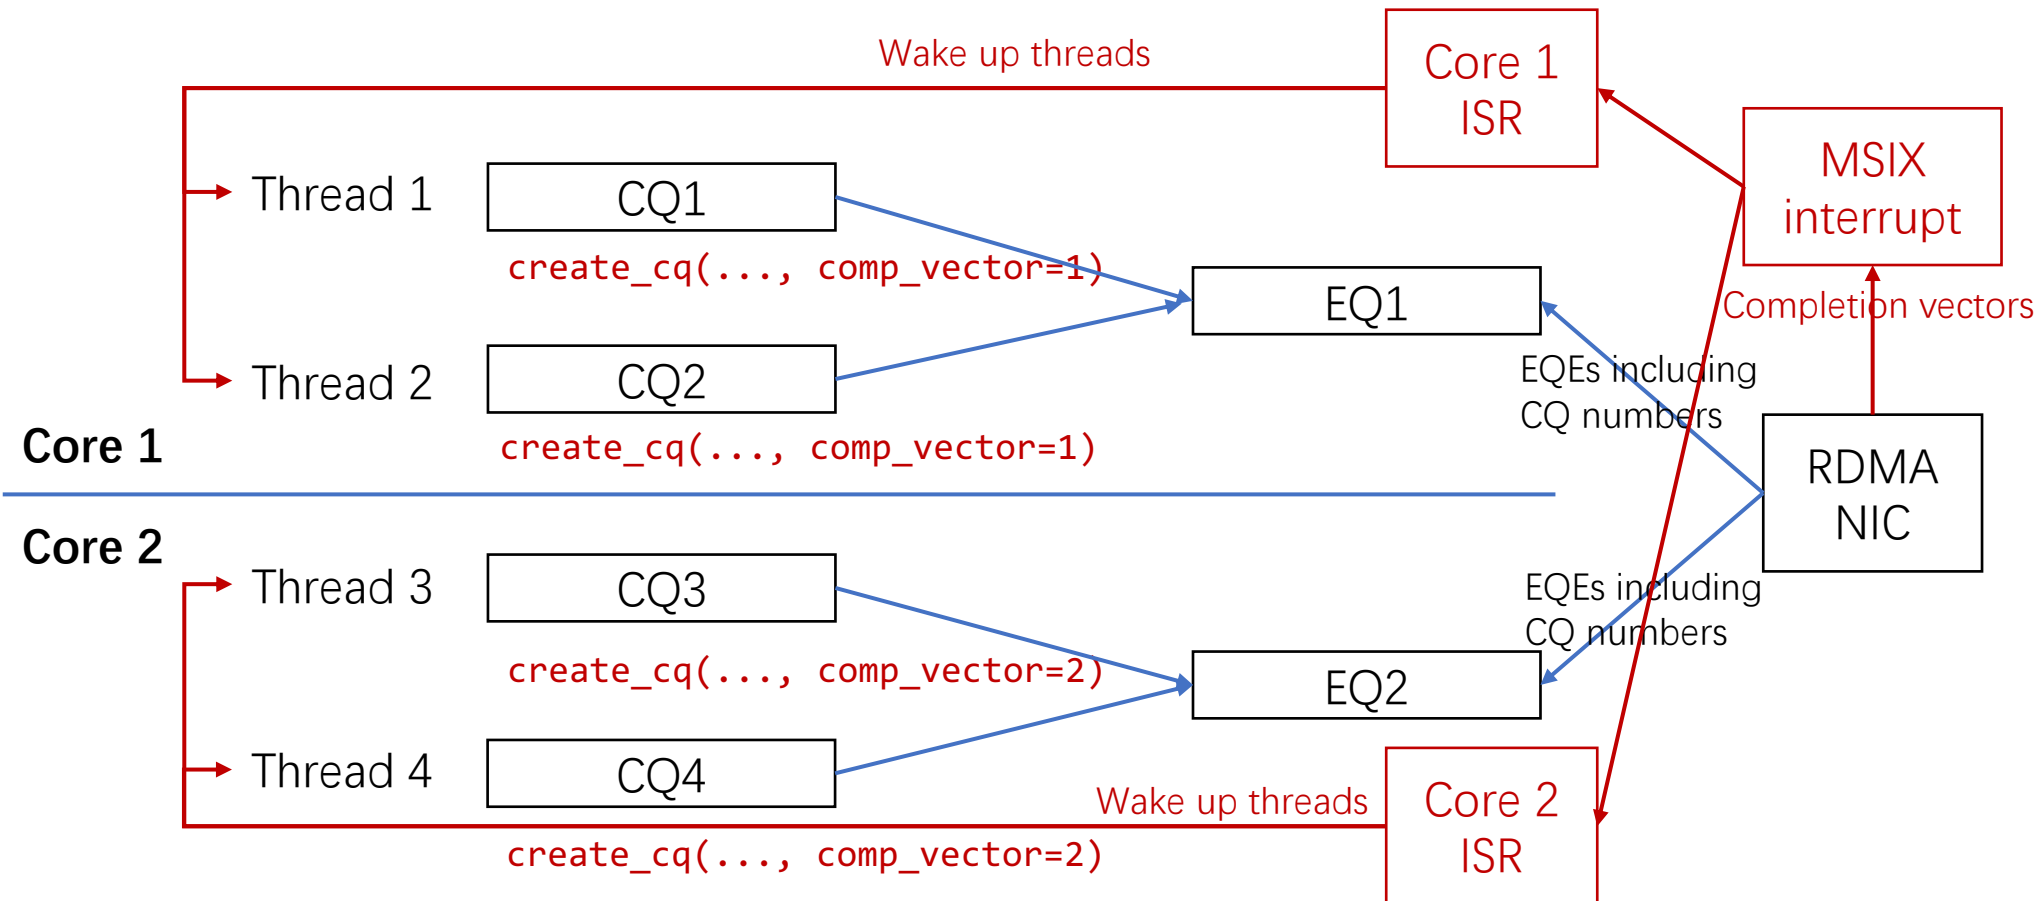 Wake up threads
Core 1
ISR
MSIX
interrupt
Thread 1
CQ1
create_cq(..., comp_vector=1)
EQ1
Completion vectors
Thread 2
CQ2
EQEs including
CQ numbers
create_cq(..., comp_vector=1)
Core 1
RDMA
NIC
Core 2
Thread 3
CQ3
EQEs including
CQ numbers
create_cq(..., comp_vector=2)
EQ2
Thread 4
CQ4
Wake up threads
Core 2
ISR
create_cq(..., comp_vector=2)